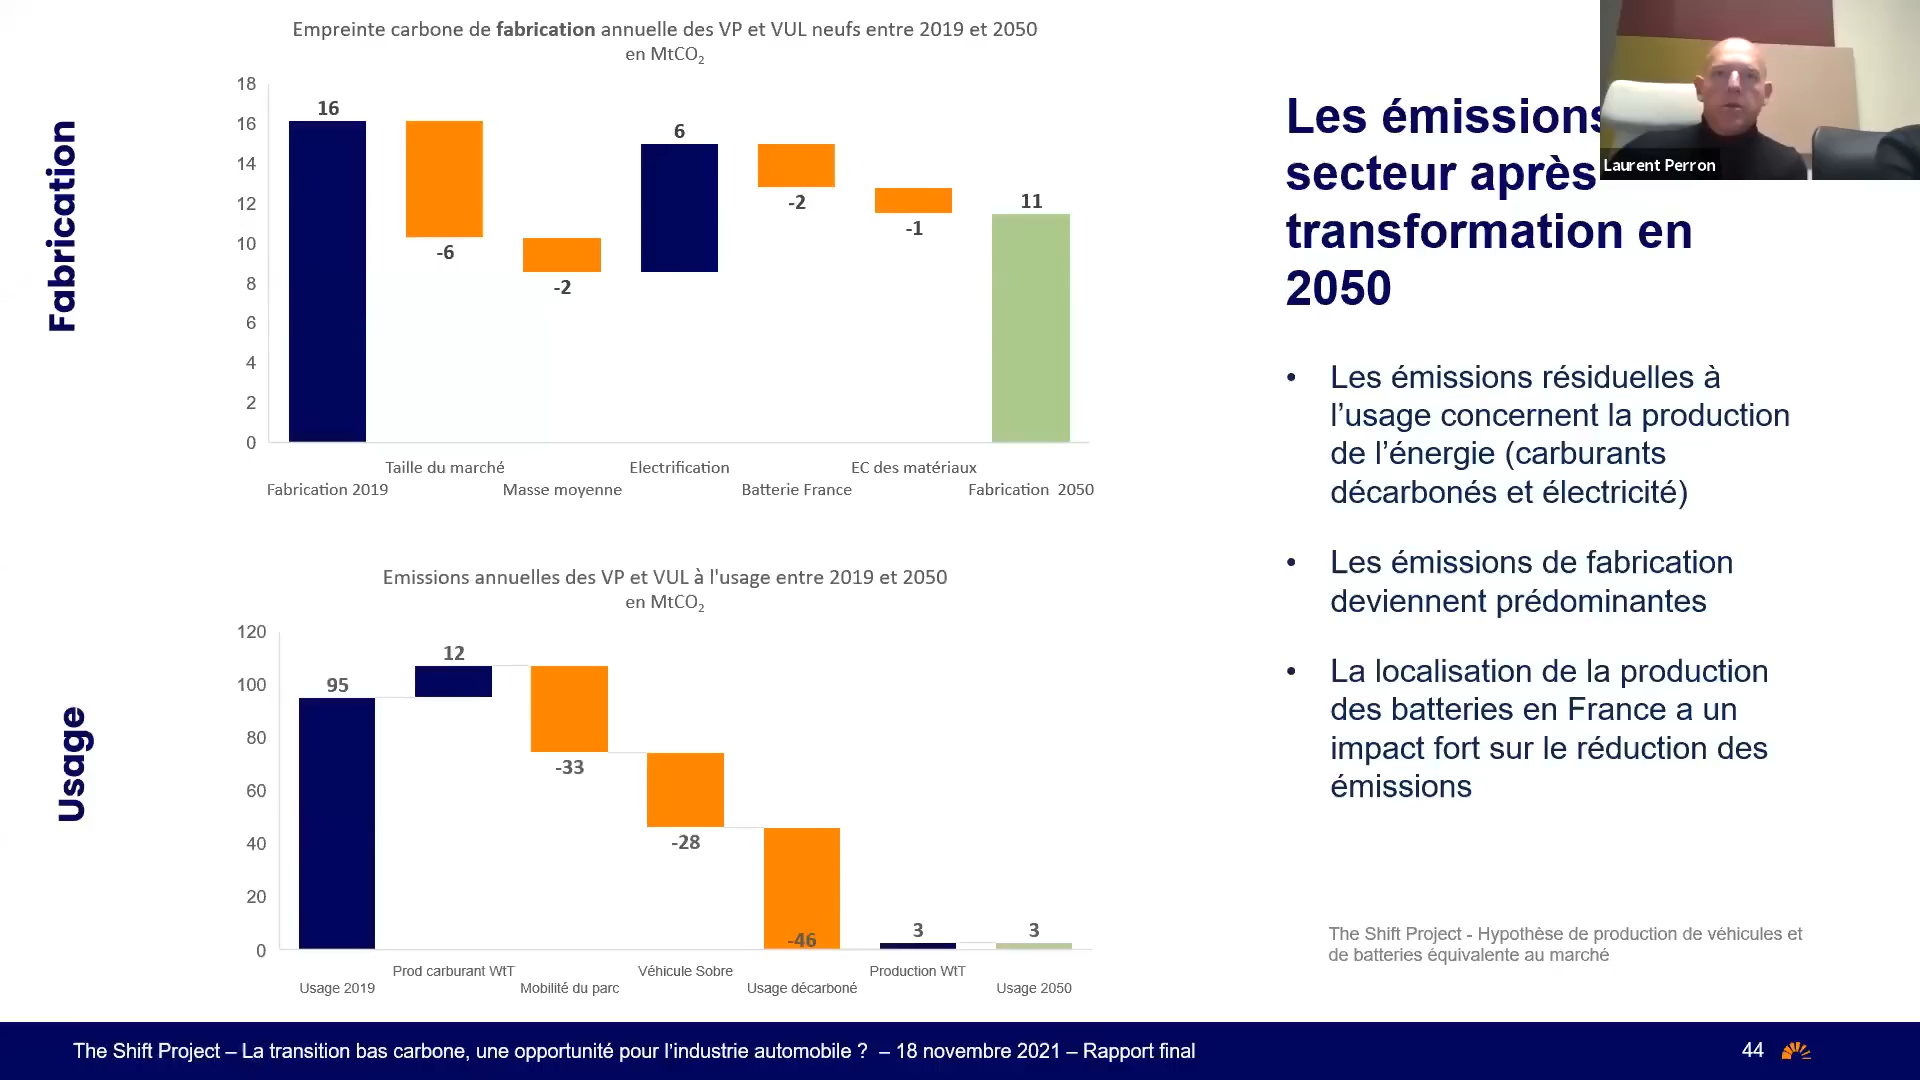 Empreinte carbone de fabrication annuelle des VP et VUL neufs entre 2019 et 2050
en MtCO₂
Fabrication
18
16
14
12
10
8
6
4
2
0
16
-6
-2
6
-2
-1
11
Taille du marché
Electrification
EC des matériaux
Fabrication 2019
Masse moyenne
Batterie France
Fabrication 2050
Emissions annuelles des VP et VUL à l'usage entre 2019 et 2050
en MtCO₂
Usage
120
100
80
60
40
20
0
95
12
-33
-28
-46
3
3
Prod carburant WtT
Véhicule Sobre
Production WtT
Usage 2019
Mobilité du parc
Usage décarboné
Usage 2050
Laurent Perron
Les émissions
secteur après
transformation en
2050
• Les émissions résiduelles à
l’usage concernent la production
de l’énergie (carburants
décarbonés et électricité)
• Les émissions de fabrication
deviennent prédominantes
• La localisation de la production
des batteries en France a un
impact fort sur le réduction des
émissions
The Shift Project - Hypothèse de production de véhicules et
de batteries équivalente au marché
The Shift Project – La transition bas carbone, une opportunité pour l’industrie automobile ? – 18 novembre 2021 – Rapport final
44